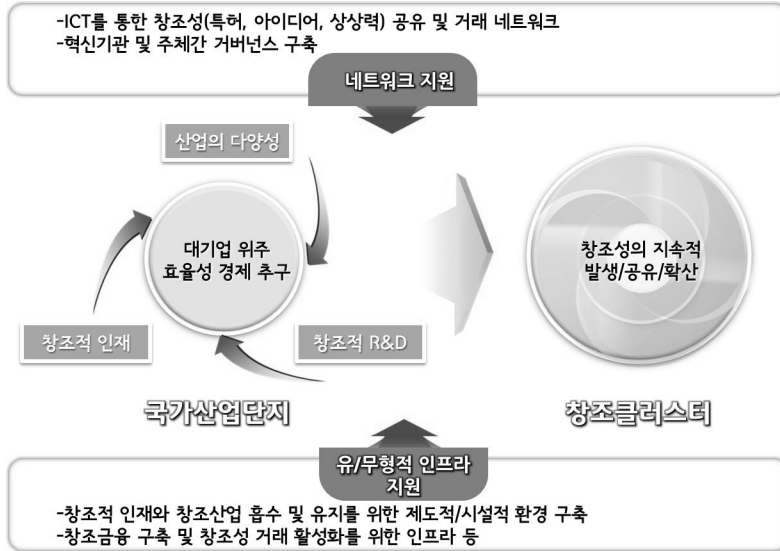 -ICT를 통한 창조성(특허, 아이디어, 상상력) 공유 및 거래 네트워크
-혁신기관 및 주체간 거버넌스 구축
네트워크 지원
산업의 다양성
대기업 위주
효율성 경제 추구
창조성의 지속적
발생/공유/확산
창조적 인재
창조적 R&D
국가산업단지
창조클러스터
유/무형적 인프라
지원
-창조적 인재와 창조산업 흡수 및 유지를 위한 제도적/시설적 환경 구축
-창조금융 구축 및 창조성 거래 활성화를 위한 인프라 등